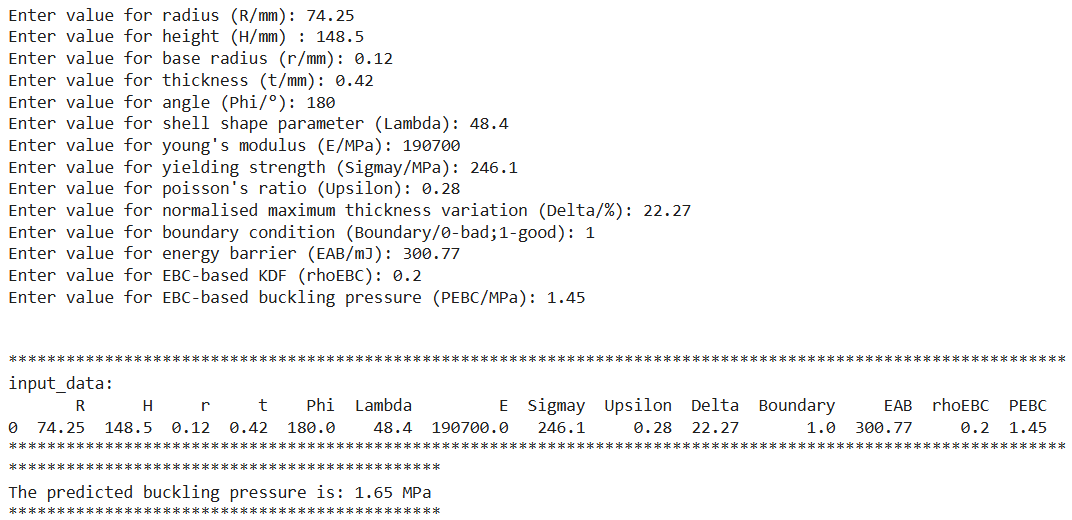 Enter value for radius (R/mm): 74.25
Enter value for height (H/mm) : 148.5
Enter value for base radius (r/mm): 0.12
Enter value for thickness (t/mm): 0.42
Enter value for angle (Phi/°): 180
Enter value for shell shape parameter (Lambda): 48.4
Enter value for young's modulus (E/MPa): 190700
Enter value for yielding strength (Sigmay/MPa): 246.1
Enter value for poisson's ratio (Upsilon): 0.28
Enter value for normalised maximum thickness variation (Delta/%): 22.27
Enter value for boundary condition (Boundary/0-bad;1-good): 1
Enter value for energy barrier (EAB/mJ): 300.77
Enter value for EBC-based KDF (rhoEBC): 0.2
Enter value for EBC-based buckling pressure (PEBC/MPa): 1.45
**************************************************************************************************************
input_data:
R H r t Phi Lambda E Sigmay Upsilon Delta Boundary EAB rhoEBC PEBC
0 74.25 148.5 0.12 0.42 180.0 48.4 190700.0 246.1 0.28 22.27 1.0 300.77 0.2 1.45
**************************************************************************************************************
*********************************************
The predicted buckling pressure is: 1.65 MPa
*********************************************